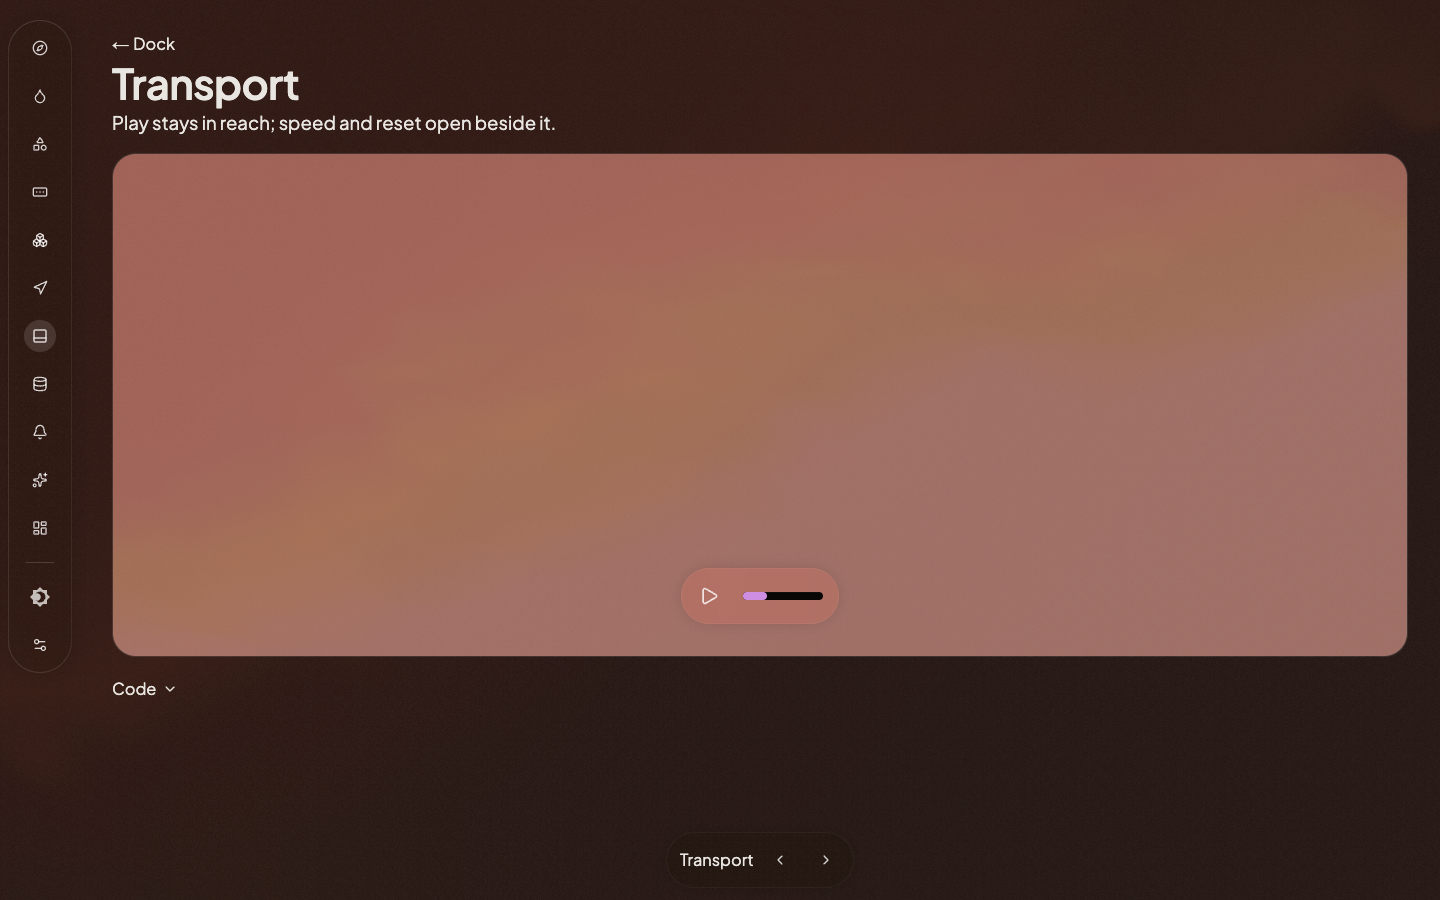 ← Dock
Transport
Play stays in reach; speed and reset open beside it.
Code
Transport